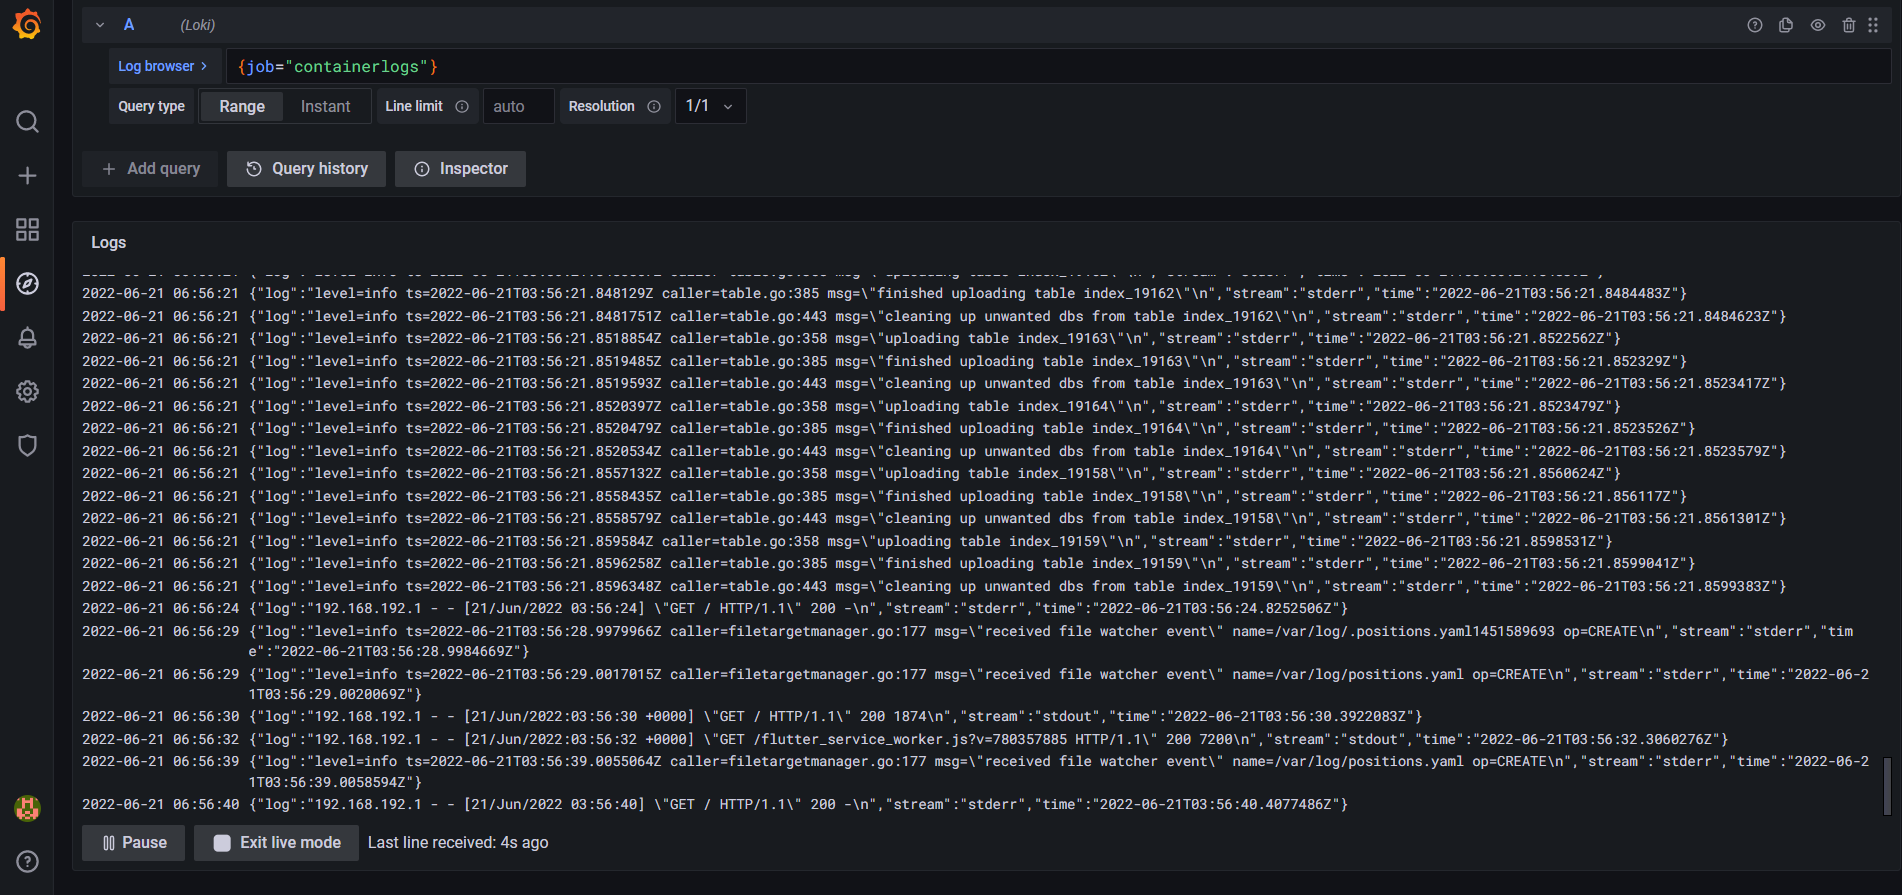 A (Loki)
Log browser > {job="containerlogs"}
Query type Range Instant Line limit auto Resolution 1/1
+ Add query Query history Inspector
Logs
2022-06-21 06:56:21 {"log":"level=info ts=2022-06-21T03:56:21.848129Z caller=table.go:385 msg=\"finished uploading table index_19162\"\n","stream":"stderr","time":"2022-06-21T03:56:21.8484483Z"}
2022-06-21 06:56:21 {"log":"level=info ts=2022-06-21T03:56:21.8481751Z caller=table.go:443 msg=\"cleaning up unwanted dbs from table index_19162\"\n","stream":"stderr","time":"2022-06-21T03:56:21.8484623Z"}
2022-06-21 06:56:21 {"log":"level=info ts=2022-06-21T03:56:21.8518854Z caller=table.go:358 msg=\"uploading table index_19163\"\n","stream":"stderr","time":"2022-06-21T03:56:21.8522562Z"}
2022-06-21 06:56:21 {"log":"level=info ts=2022-06-21T03:56:21.8519485Z caller=table.go:385 msg=\"finished uploading table index_19163\"\n","stream":"stderr","time":"2022-06-21T03:56:21.852329Z"}
2022-06-21 06:56:21 {"log":"level=info ts=2022-06-21T03:56:21.8519593Z caller=table.go:443 msg=\"cleaning up unwanted dbs from table index_19163\"\n","stream":"stderr","time":"2022-06-21T03:56:21.8523417Z"}
2022-06-21 06:56:21 {"log":"level=info ts=2022-06-21T03:56:21.8520397Z caller=table.go:358 msg=\"uploading table index_19164\"\n","stream":"stderr","time":"2022-06-21T03:56:21.8523479Z"}
2022-06-21 06:56:21 {"log":"level=info ts=2022-06-21T03:56:21.8520479Z caller=table.go:385 msg=\"finished uploading table index_19164\"\n","stream":"stderr","time":"2022-06-21T03:56:21.8523526Z"}
2022-06-21 06:56:21 {"log":"level=info ts=2022-06-21T03:56:21.8520534Z caller=table.go:443 msg=\"cleaning up unwanted dbs from table index_19164\"\n","stream":"stderr","time":"2022-06-21T03:56:21.8523579Z"}
2022-06-21 06:56:21 {"log":"level=info ts=2022-06-21T03:56:21.8557132Z caller=table.go:358 msg=\"uploading table index_19158\"\n","stream":"stderr","time":"2022-06-21T03:56:21.8560624Z"}
2022-06-21 06:56:21 {"log":"level=info ts=2022-06-21T03:56:21.8558435Z caller=table.go:385 msg=\"finished uploading table index_19158\"\n","stream":"stderr","time":"2022-06-21T03:56:21.856117Z"}
2022-06-21 06:56:21 {"log":"level=info ts=2022-06-21T03:56:21.8558579Z caller=table.go:443 msg=\"cleaning up unwanted dbs from table index_19158\"\n","stream":"stderr","time":"2022-06-21T03:56:21.8561301Z"}
2022-06-21 06:56:21 {"log":"level=info ts=2022-06-21T03:56:21.859584Z caller=table.go:358 msg=\"uploading table index_19159\"\n","stream":"stderr","time":"2022-06-21T03:56:21.8598531Z"}
2022-06-21 06:56:21 {"log":"level=info ts=2022-06-21T03:56:21.8596258Z caller=table.go:385 msg=\"finished uploading table index_19159\"\n","stream":"stderr","time":"2022-06-21T03:56:21.8599041Z"}
2022-06-21 06:56:21 {"log":"level=info ts=2022-06-21T03:56:21.8596348Z caller=table.go:443 msg=\"cleaning up unwanted dbs from table index_19159\"\n","stream":"stderr","time":"2022-06-21T03:56:21.8599383Z"}
2022-06-21 06:56:24 {"log":"192.168.192.1 - - [21/Jun/2022 03:56:24] \"GET / HTTP/1.1\" 200 -\n","stream":"stderr","time":"2022-06-21T03:56:24.8252506Z"}
2022-06-21 06:56:29 {"log":"level=info ts=2022-06-21T03:56:28.9979966Z caller=filetargetmanager.go:177 msg=\"received file watcher event\" name=/var/log/.positions.yaml1451589693 op=CREATE\n","stream":"stderr","tim
e":"2022-06-21T03:56:28.9984669Z"}
2022-06-21 06:56:29 {"log":"level=info ts=2022-06-21T03:56:29.0017015Z caller=filetargetmanager.go:177 msg=\"received file watcher event\" name=/var/log/positions.yaml op=CREATE\n","stream":"stderr","time":"2022-06-2
1T03:56:29.0020069Z"}
2022-06-21 06:56:30 {"log":"192.168.192.1 - - [21/Jun/2022:03:56:30 +0000] \"GET / HTTP/1.1\" 200 1874\n","stream":"stdout","time":"2022-06-21T03:56:30.3922083Z"}
2022-06-21 06:56:32 {"log":"192.168.192.1 - - [21/Jun/2022:03:56:32 +0000] \"GET /flutter_service_worker.js?v=780357885 HTTP/1.1\" 200 7200\n","stream":"stdout","time":"2022-06-21T03:56:32.3060276Z"}
2022-06-21 06:56:39 {"log":"level=info ts=2022-06-21T03:56:39.0055064Z caller=filetargetmanager.go:177 msg=\"received file watcher event\" name=/var/log/positions.yaml op=CREATE\n","stream":"stderr","time":"2022-06-2
1T03:56:39.0058594Z"}
2022-06-21 06:56:40 {"log":"192.168.192.1 - - [21/Jun/2022 03:56:40] \"GET / HTTP/1.1\" 200 -\n","stream":"stderr","time":"2022-06-21T03:56:40.4077486Z"}
Pause Exit live mode Last line received: 4s ago